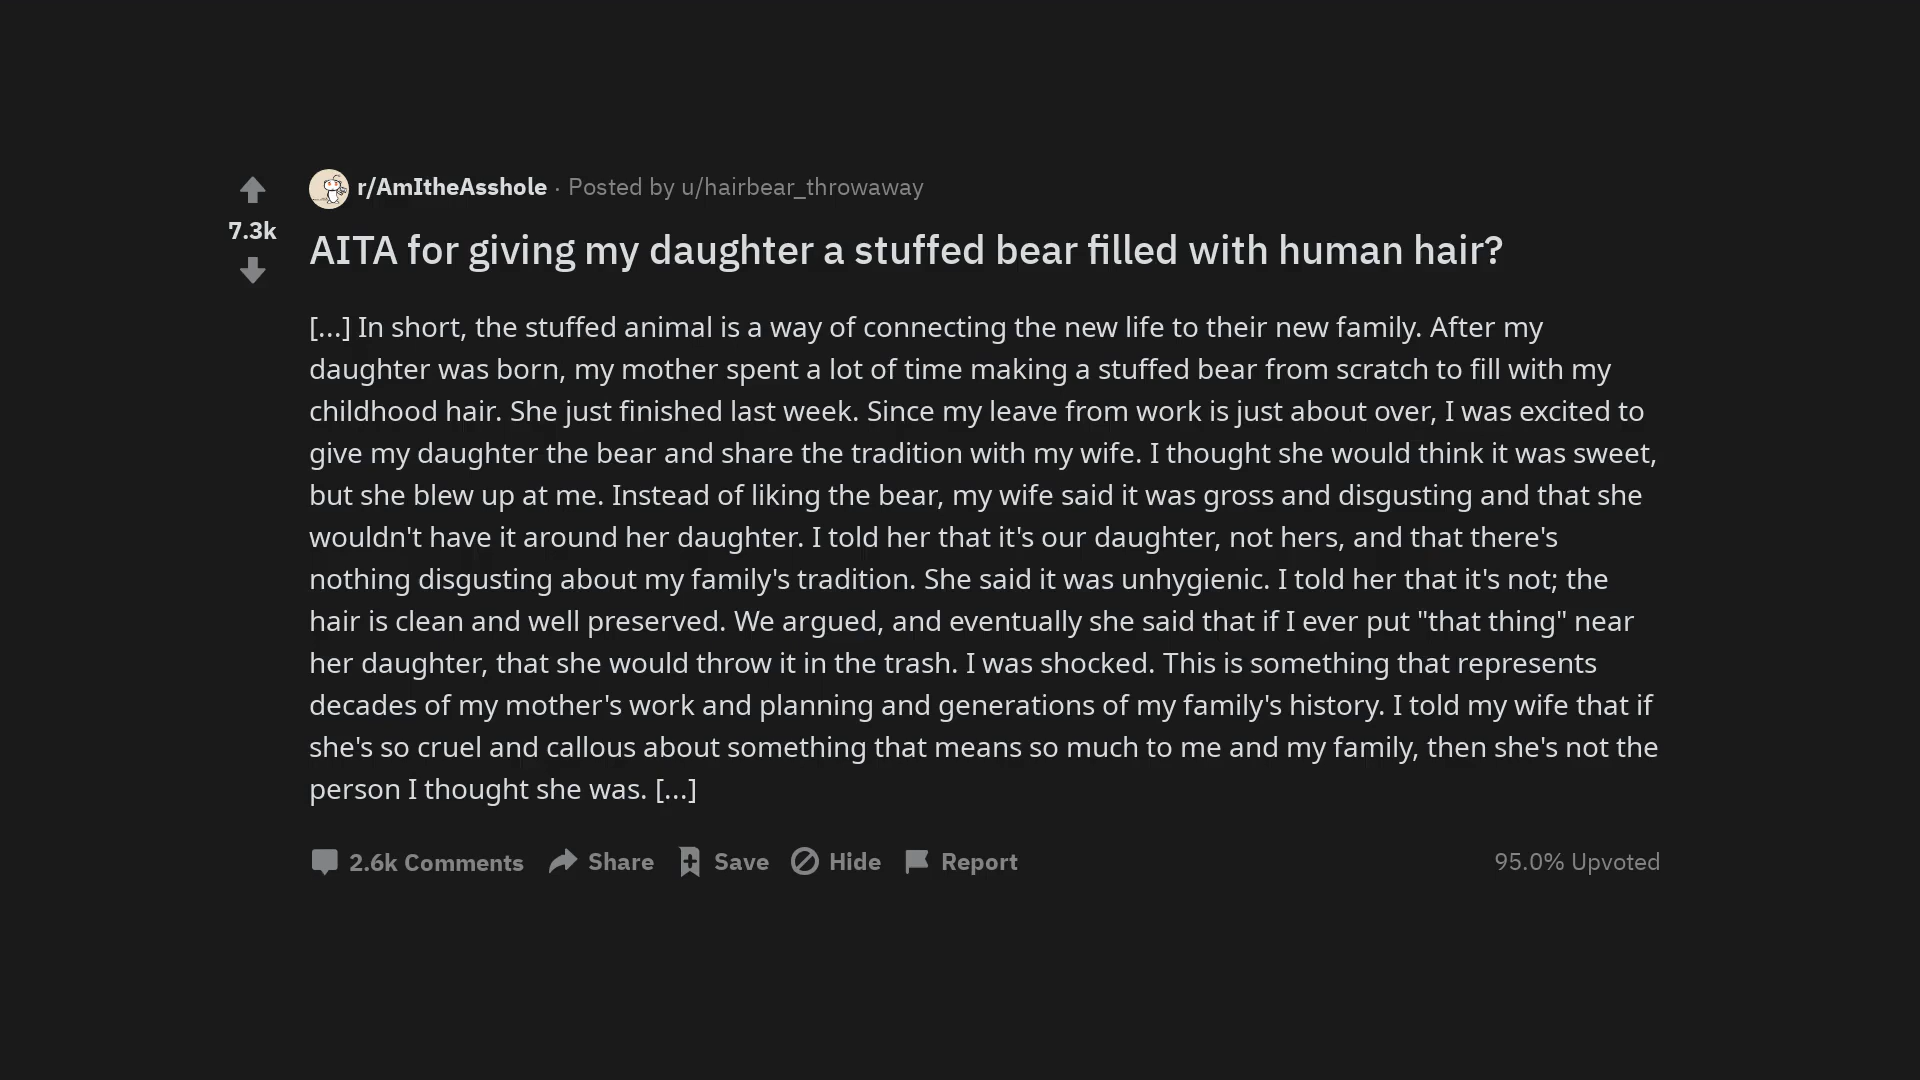 r/AmItheAsshole · Posted by u/hairbear_throwaway
7.3k
AITA for giving my daughter a stuffed bear filled with human hair?
[...] In short, the stuffed animal is a way of connecting the new life to their new family. After my
daughter was born, my mother spent a lot of time making a stuffed bear from scratch to fill with my
childhood hair. She just finished last week. Since my leave from work is just about over, I was excited to
give my daughter the bear and share the tradition with my wife. I thought she would think it was sweet,
but she blew up at me. Instead of liking the bear, my wife said it was gross and disgusting and that she
wouldn't have it around her daughter. I told her that it's our daughter, not hers, and that there's
nothing disgusting about my family's tradition. She said it was unhygienic. I told her that it's not; the
hair is clean and well preserved. We argued, and eventually she said that if I ever put "that thing" near
her daughter, that she would throw it in the trash. I was shocked. This is something that represents
decades of my mother's work and planning and generations of my family's history. I told my wife that if
she's so cruel and callous about something that means so much to me and my family, then she's not the
person I thought she was. [...]
2.6k Comments Share Save Hide Report 95.0% Upvoted